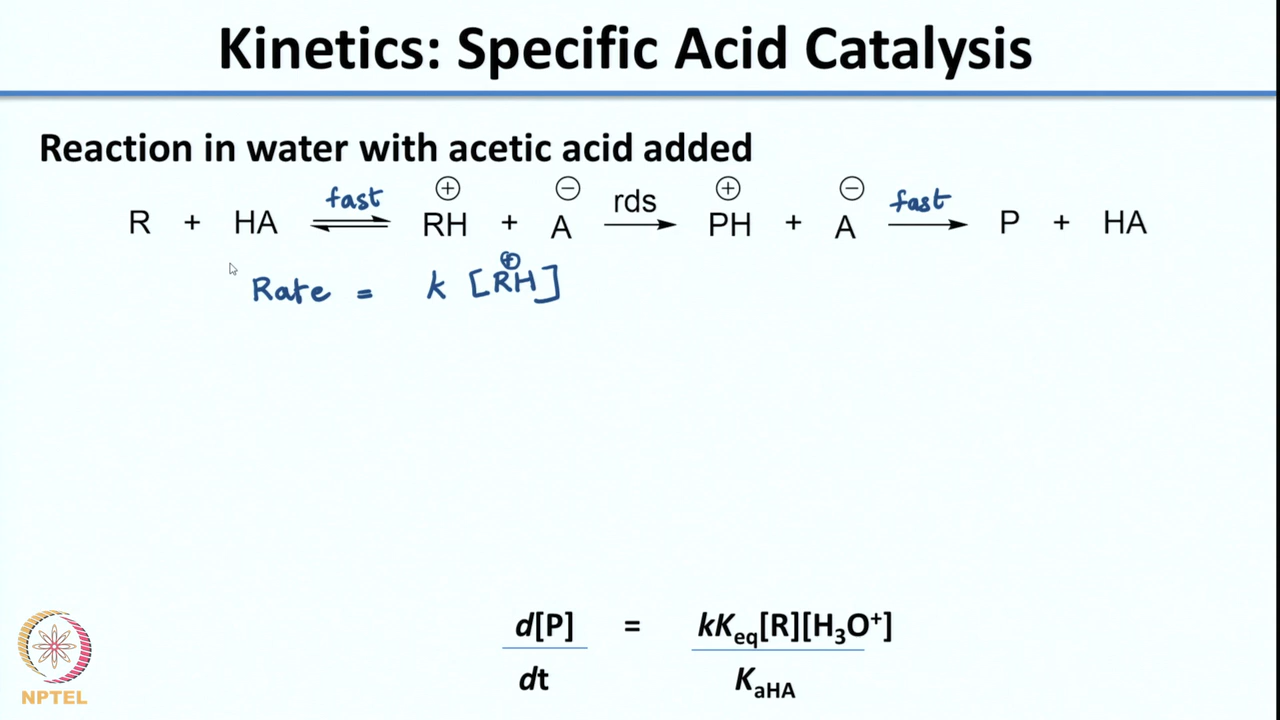 Kinetics: Specific Acid Catalysis
Reaction in water with acetic acid added
R + HA ⇌ RH⊕ + A⊖ → PH⊕ + A⊖ → P + HA
fast rds fast
Rate = k [RH⊕]
d[P] = kKeq[R][H₃O⁺]
dt KaHA
NPTEL